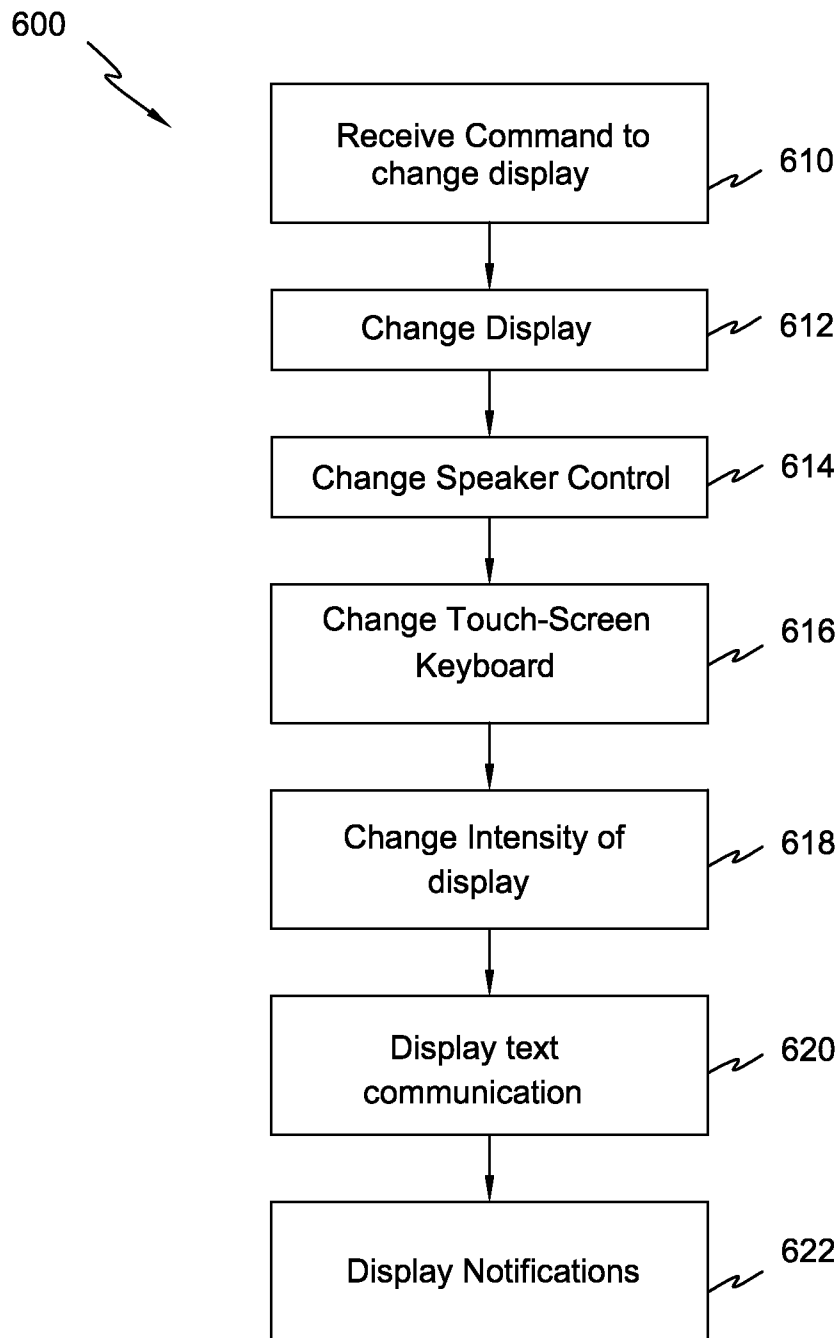 600
Receive Command to
change display
610
Change Display
612
Change Speaker Control
614
Change Touch-Screen
Keyboard
616
Change Intensity of
display
618
Display text
communication
620
Display Notifications
622